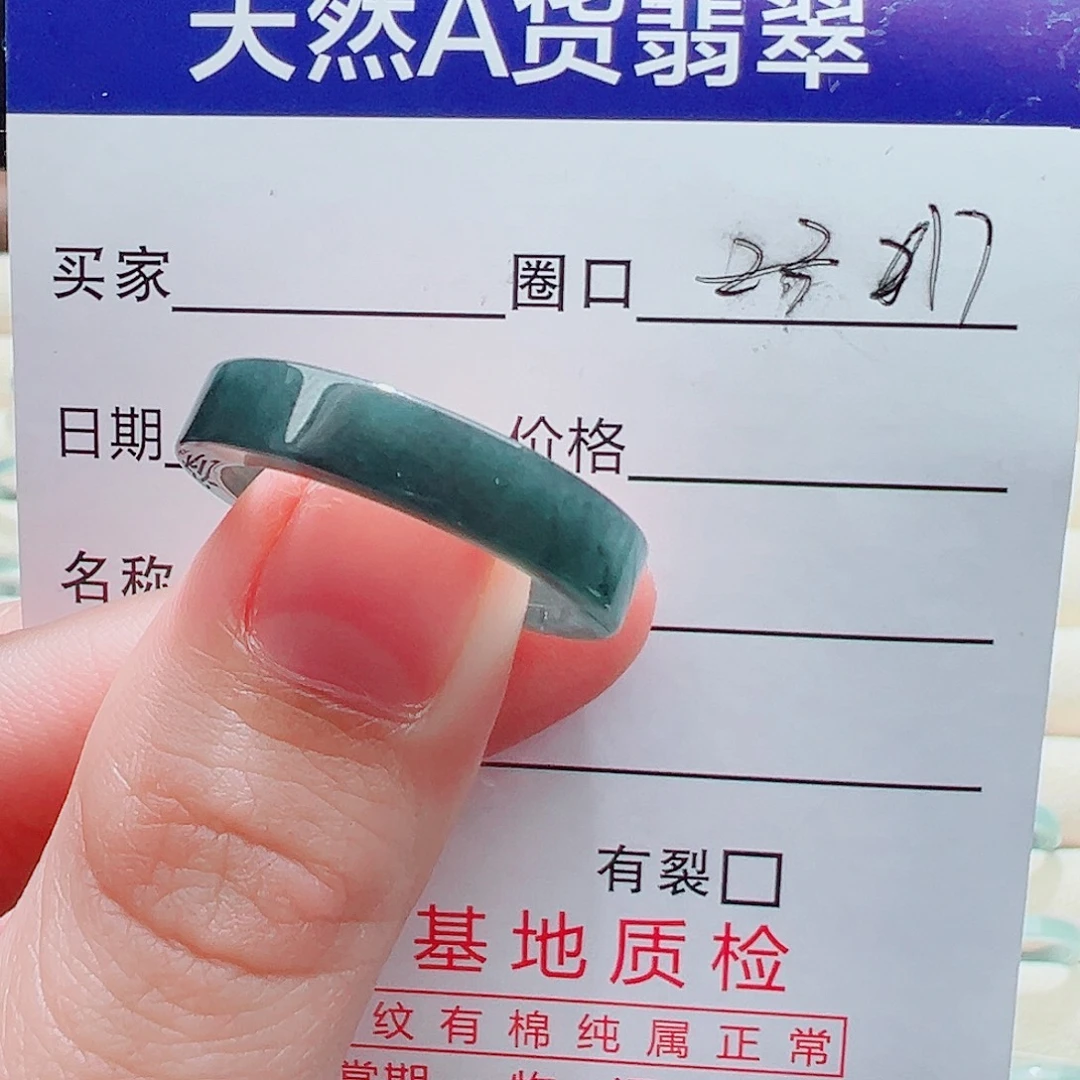 天然A货翡翠
买家 圈口 17
日期 价格
名称
有裂
基地质检
纹有棉纯属正常